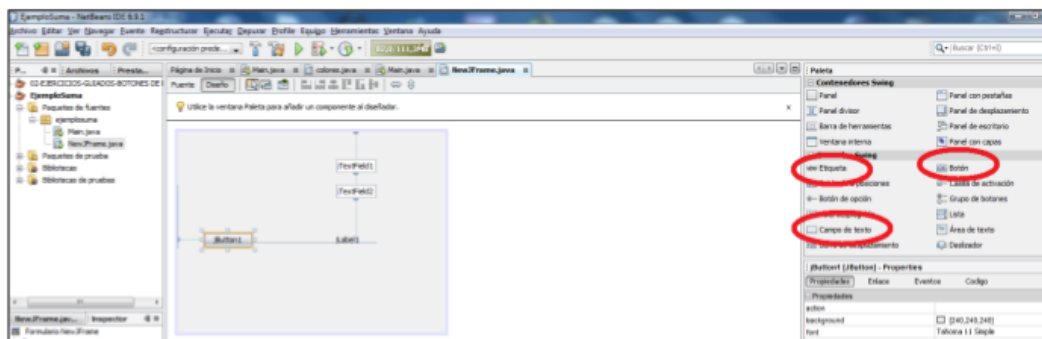 EjemploSuma - NetBeans IDE 6.9.1
Archivo Editar Ver Navegar Fuente Reestructurar Ejecutar Depurar Profile Equipo Herramientas Ventana Ayuda
<configuración prede...
Buscar (Ctrl+I)
P... Archivos Presta...
Página de Inicio Main.java colores.java Main.java NewJFrame.java
Paleta
02-EJERCICIOS-GUIADOS-BOTONES DE
EjemploSuma
Paquetes de fuentes
ejemplosuma
Main.java
NewJFrame.java
Paquetes de prueba
Bibliotecas
Bibliotecas de pruebas
Fuente Diseño
Utilice la ventana Paleta para añadir un componente al diseñador.
jTextField1
jTextField2
jButton1 jLabel1
Contenedores Swing
Panel Panel con pestañas
Panel divisor Panel de desplazamiento
Barra de herramientas Panel de escritorio
Ventana interna Panel con capas
Swing
Etiqueta Botón
posiciones Casilla de activación
Botón de opción Grupo de botones
Lista
Campo de texto Área de texto
desplazamiento Deslizador
jButton1 [JButton] - Properties
Propiedades Enlace Eventos Codigo
Propiedades
action
background [240,240,240]
font Tahoma 11 Simple
NewJFrame.jav... Inspector
Formulario NewJFrame